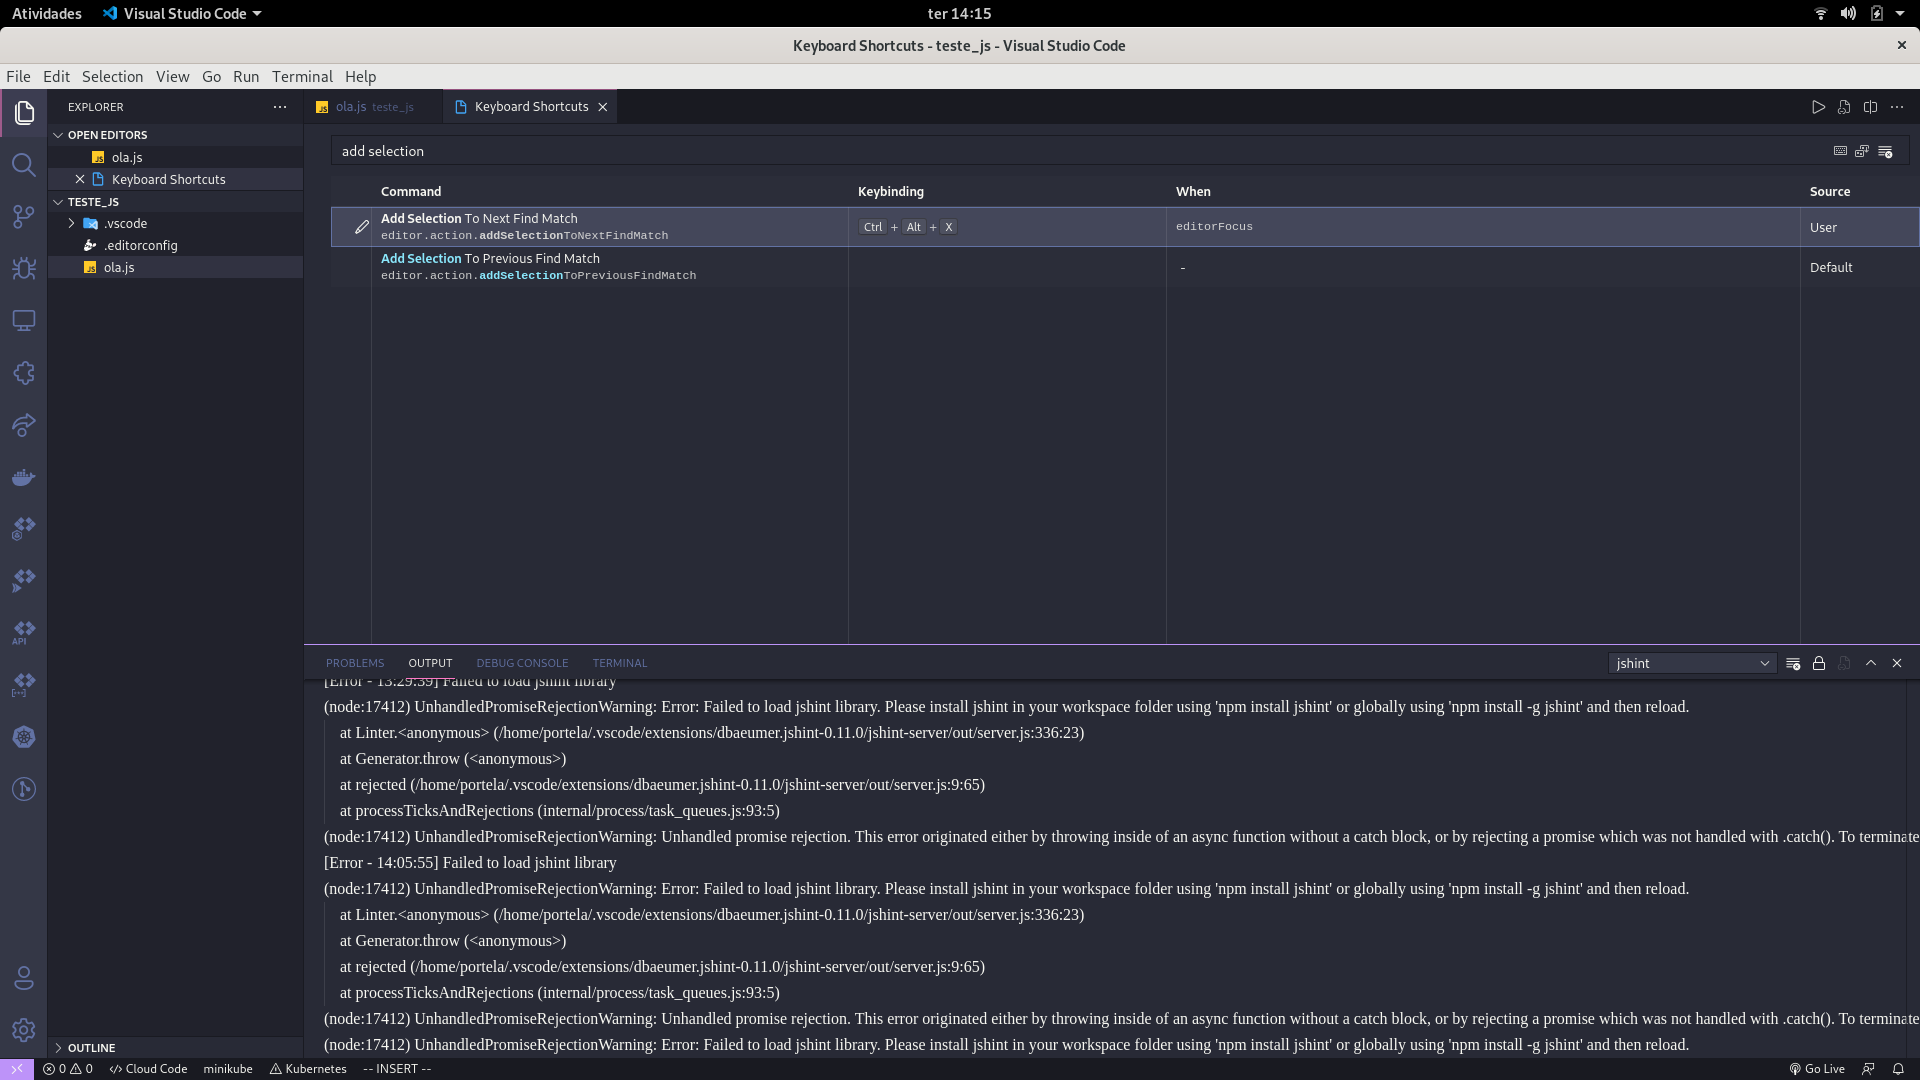 Atividades Visual Studio Code ter 14:15
Keyboard Shortcuts - teste_js - Visual Studio Code
File Edit Selection View Go Run Terminal Help
EXPLORER
OPEN EDITORS
ola.js
Keyboard Shortcuts
TESTE_JS
.vscode
.editorconfig
ola.js
API
OUTLINE
ola.js teste_js Keyboard Shortcuts
add selection
Command Keybinding When Source
Add Selection To Next Find Match
editor.action.addSelectionToNextFindMatch
Ctrl + Alt + X editorFocus User
Add Selection To Previous Find Match
editor.action.addSelectionToPreviousFindMatch
- Default
PROBLEMS OUTPUT DEBUG CONSOLE TERMINAL jshint
[Error - 13:29:39] Failed to load jshint library
(node:17412) UnhandledPromiseRejectionWarning: Error: Failed to load jshint library. Please install jshint in your workspace folder using 'npm install jshint' or globally using 'npm install -g jshint' and then reload.
at Linter.<anonymous> (/home/portela/.vscode/extensions/dbaeumer.jshint-0.11.0/jshint-server/out/server.js:336:23)
at Generator.throw (<anonymous>)
at rejected (/home/portela/.vscode/extensions/dbaeumer.jshint-0.11.0/jshint-server/out/server.js:9:65)
at processTicksAndRejections (internal/process/task_queues.js:93:5)
(node:17412) UnhandledPromiseRejectionWarning: Unhandled promise rejection. This error originated either by throwing inside of an async function without a catch block, or by rejecting a promise which was not handled with .catch(). To terminate
[Error - 14:05:55] Failed to load jshint library
(node:17412) UnhandledPromiseRejectionWarning: Error: Failed to load jshint library. Please install jshint in your workspace folder using 'npm install jshint' or globally using 'npm install -g jshint' and then reload.
at Linter.<anonymous> (/home/portela/.vscode/extensions/dbaeumer.jshint-0.11.0/jshint-server/out/server.js:336:23)
at Generator.throw (<anonymous>)
at rejected (/home/portela/.vscode/extensions/dbaeumer.jshint-0.11.0/jshint-server/out/server.js:9:65)
at processTicksAndRejections (internal/process/task_queues.js:93:5)
(node:17412) UnhandledPromiseRejectionWarning: Unhandled promise rejection. This error originated either by throwing inside of an async function without a catch block, or by rejecting a promise which was not handled with .catch(). To terminate
(node:17412) UnhandledPromiseRejectionWarning: Error: Failed to load jshint library. Please install jshint in your workspace folder using 'npm install jshint' or globally using 'npm install -g jshint' and then reload.
0 0 Cloud Code minikube Kubernetes -- INSERT -- Go Live